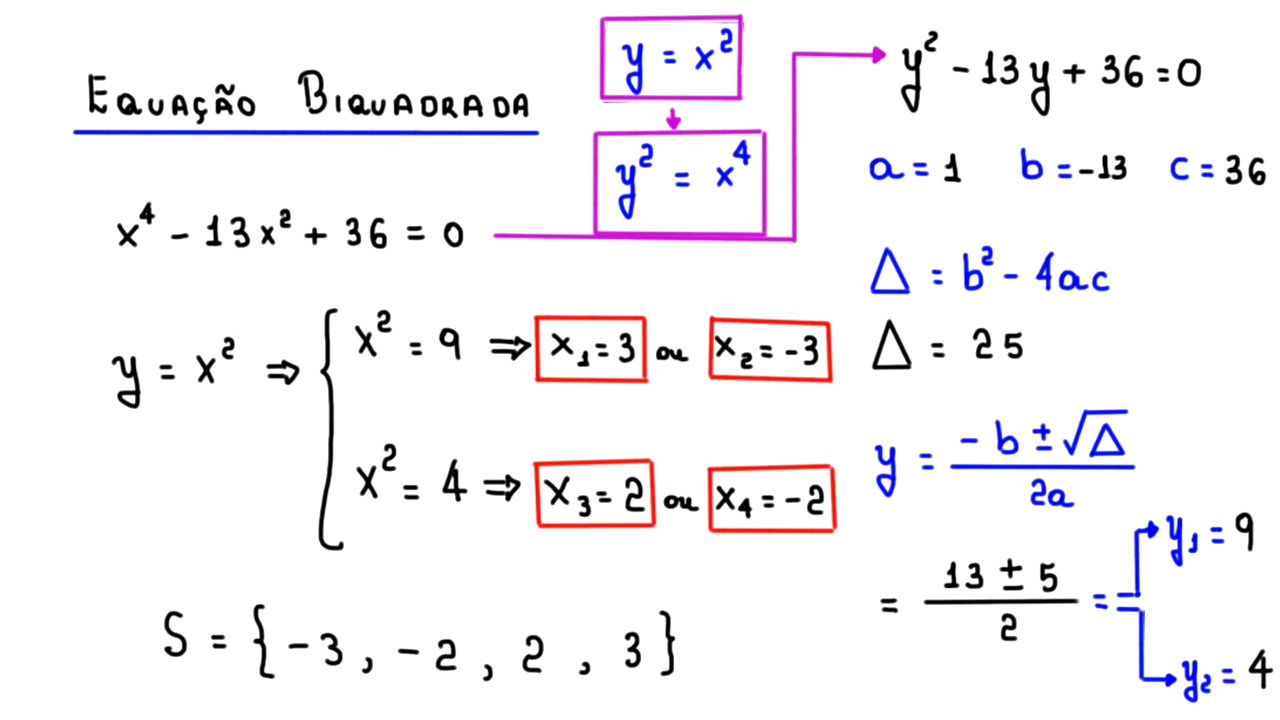 EQUAÇÃO BIQUADRADA
x⁴ - 13x² + 36 = 0
y = x²
y² = x⁴
y² - 13y + 36 = 0
a = 1 b = -13 c = 36
Δ = b² - 4ac
Δ = 25
y = (-b ± √Δ) / 2a
= (13 ± 5) / 2 =
y₁ = 9
y₂ = 4
y = x² ⇒ {
x² = 9 ⇒ x₁ = 3 ou x₂ = -3
x² = 4 ⇒ x₃ = 2 ou x₄ = -2
S = {-3, -2, 2, 3}